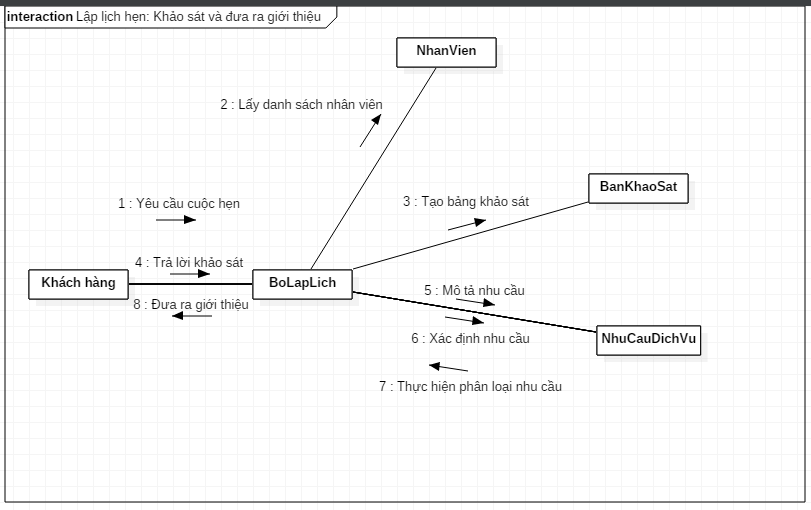 interaction Lập lịch hẹn: Khảo sát và đưa ra giới thiệu
NhanVien
2 : Lấy danh sách nhân viên
BanKhaoSat
3 : Tạo bảng khảo sát
1 : Yêu cầu cuộc hẹn
4 : Trả lời khảo sát
Khách hàng
BoLapLich
8 : Đưa ra giới thiệu
5 : Mô tả nhu cầu
6 : Xác định nhu cầu
NhuCauDichVu
7 : Thực hiện phân loại nhu cầu